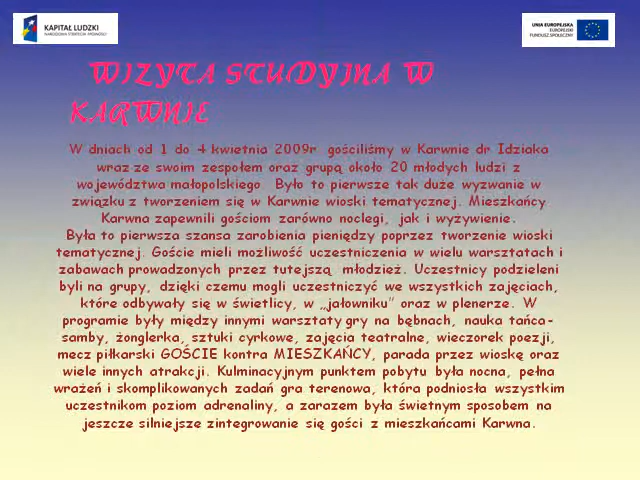 KAPITAŁ LUDZKI
NARODOWA STRATEGIA SPÓJNOŚCI
UNIA EUROPEJSKA
EUROPEJSKI
FUNDUSZ SPOŁECZNY
WIZYTA STUDYJNA W
KARWNIE
W dniach od 1 do 4 kwietnia 2009r gościliśmy w Karwnie dr Idziaka
wraz ze swoim zespołem oraz grupą około 20 młodych ludzi z
województwa małopolskiego. Było to pierwsze tak duże wyzwanie w
związku z tworzeniem się w Karwnie wioski tematycznej. Mieszkańcy
Karwna zapewnili gościom zarówno noclegi, jak i wyżywienie.
Była to pierwsza szansa zarobienia pieniędzy poprzez tworzenie wioski
tematycznej. Goście mieli możliwość uczestniczenia w wielu warsztatach i
zabawach prowadzonych przez tutejszą młodzież. Uczestnicy podzieleni
byli na grupy, dzięki czemu mogli uczestniczyć we wszystkich zajęciach,
które odbywały się w świetlicy, w „jałowniku” oraz w plenerze. W
programie były między innymi warsztaty gry na bębnach, nauka tańca-
samby, żonglerka, sztuki cyrkowe, zajęcia teatralne, wieczorek poezji,
mecz piłkarski GOŚCIE kontra MIESZKAŃCY, parada przez wioskę oraz
wiele innych atrakcji. Kulminacyjnym punktem pobytu była nocna, pełna
wrażeń i skomplikowanych zadań gra terenowa, która podniosła wszystkim
uczestnikom poziom adrenaliny, a zarazem była świetnym sposobem na
jeszcze silniejsze zintegrowanie się gości z mieszkańcami Karwna.